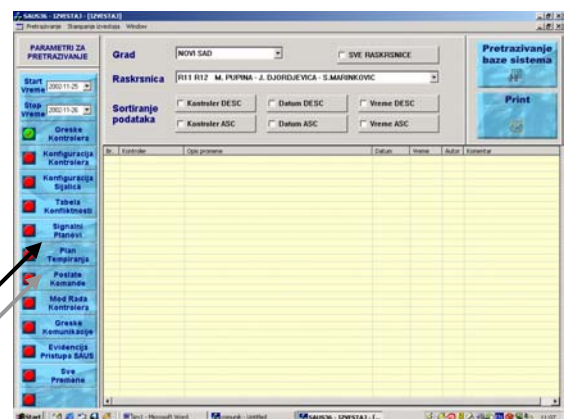 SAUS36 - IZVESTAJ - [IZVESTAJ]
Pretrazivanje Stampanje izvestaja Window
PARAMETRI ZA
PRETRAZIVANJE
Start
Vreme
2002-11-25
Stop
Vreme
2002-11-26
Greske
Kontrolera
Konfiguracija
Kontrolera
Konfiguracija
Sijalica
Tabela
Konfliktnosti
Signalni
Planovi
Plan
Tempiranja
Poslate
Komande
Mod Rada
Kontrolera
Greske
Komunikacije
Evidencija
Pristupa SAUS
Sve
Promene
Grad
NOVI SAD
SVE RASKRSNICE
Raskrsnica
R11 R12 M. PUPINA - J. DJORDJEVICA - S.MARINKOVIC
Sortiranje
podataka
Kontroler DESC
Datum DESC
Vreme DESC
Kontroler ASC
Datum ASC
Vreme ASC
Pretrazivanje
baze sistema
Print
Br. Kontroler Opis promene Datum Vreme Autor Komentar
Start
Microsoft Word
Untitled
SAUS36 - IZVESTAJ - [...
11:07